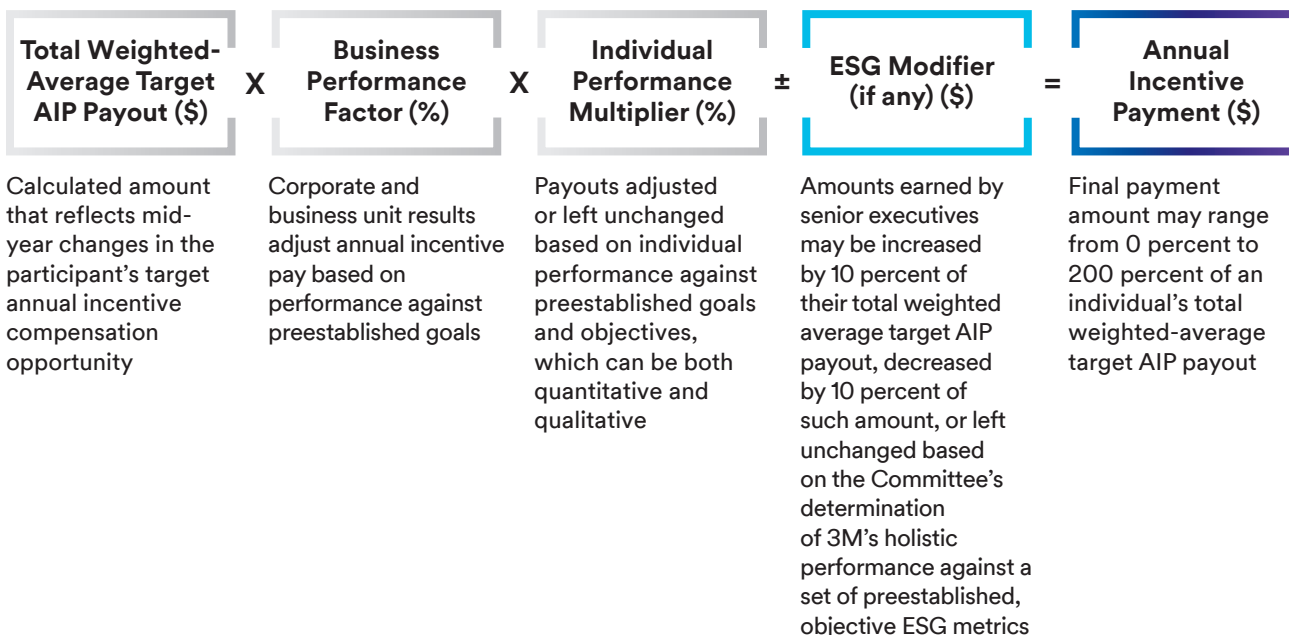 Total Weighted-
Average Target
AIP Payout ($)
X
Business
Performance
Factor (%)
X
Individual
Performance
Multiplier (%)
±
ESG Modifier
(if any) ($)
=
Annual
Incentive
Payment ($)
Calculated amount
that reflects mid-
year changes in the
participant’s target
annual incentive
compensation
opportunity
Corporate and
business unit results
adjust annual incentive
pay based on
performance against
preestablished goals
Payouts adjusted
or left unchanged
based on individual
performance against
preestablished goals
and objectives,
which can be both
quantitative and
qualitative
Amounts earned by
senior executives
may be increased
by 10 percent of
their total weighted
average target AIP
payout, decreased
by 10 percent of
such amount, or left
unchanged based
on the Committee’s
determination
of 3M’s holistic
performance against a
set of preestablished,
objective ESG metrics
Final payment
amount may range
from 0 percent to
200 percent of an
individual’s total
weighted-average
target AIP payout